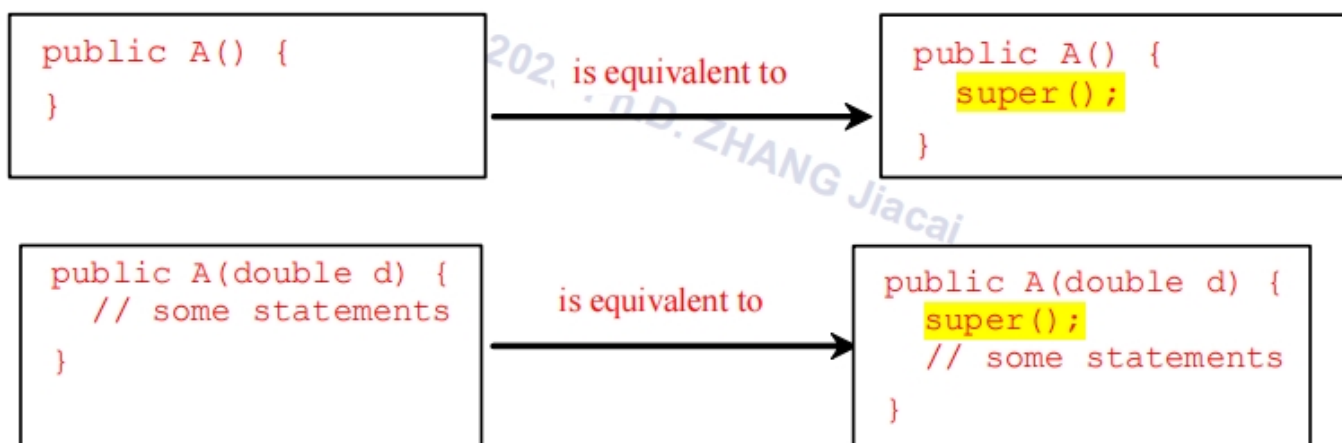 public A() {
}
is equivalent to
public A() {
super();
}
ZHANG Jiacai
public A(double d) {
// some statements
}
is equivalent to
public A(double d) {
super();
// some statements
}